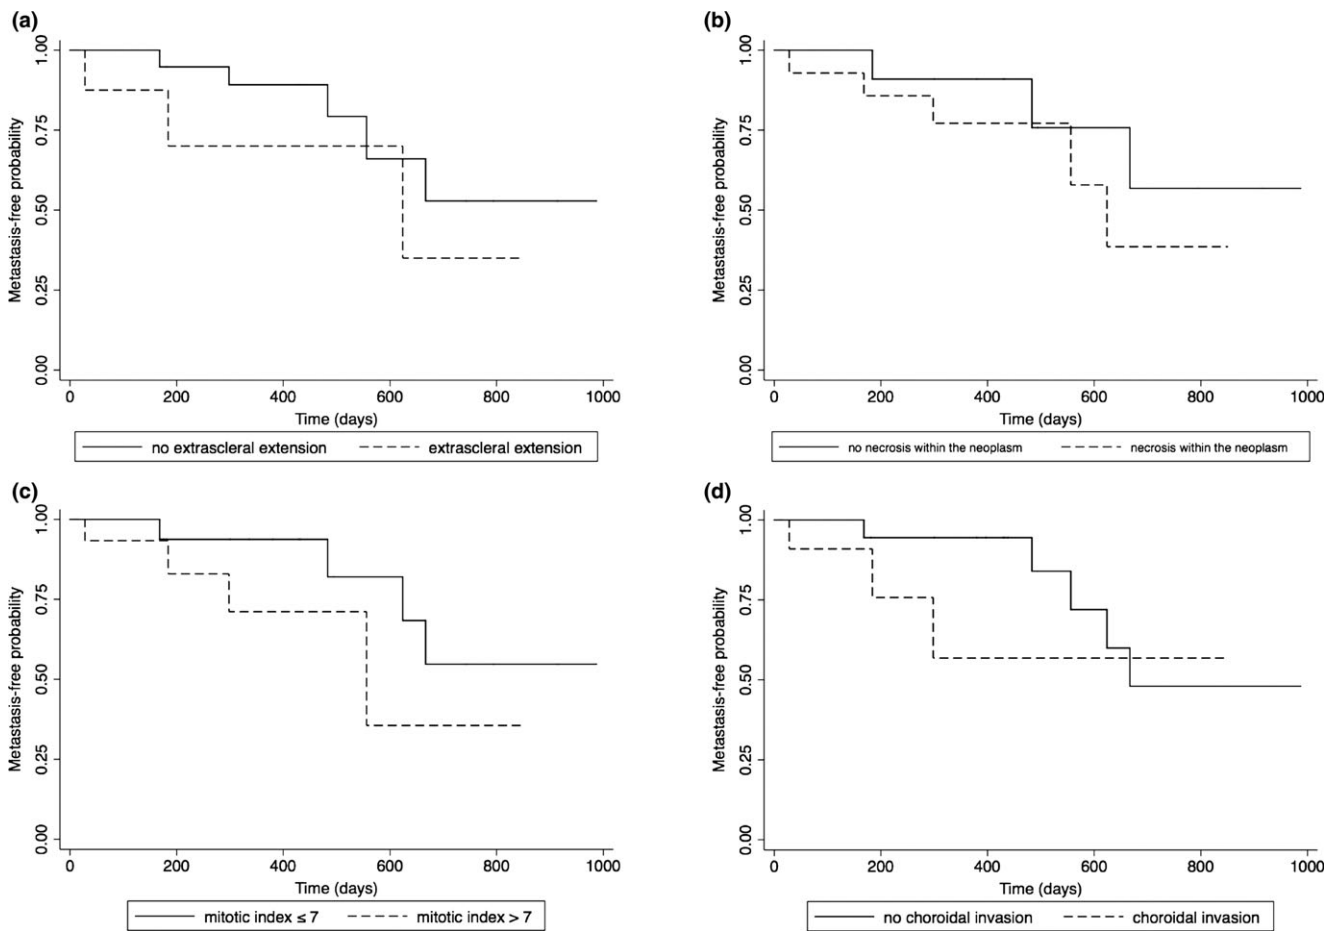 (a)
Metastasis-free probability
1.00
0.75
0.50
0.25
0.00
0 200 400 600 800 1000
Time (days)
no extrascleral extension extrascleral extension
(b)
Metastasis-free probability
1.00
0.75
0.50
0.25
0.00
0 200 400 600 800 1000
Time (days)
no necrosis within the neoplasm necrosis within the neoplasm
(c)
Metastasis-free probability
1.00
0.75
0.50
0.25
0.00
0 200 400 600 800 1000
Time (days)
mitotic index ≤ 7 mitotic index > 7
(d)
Metastasis-free probability
1.00
0.75
0.50
0.25
0.00
0 200 400 600 800 1000
Time (days)
no choroidal invasion choroidal invasion